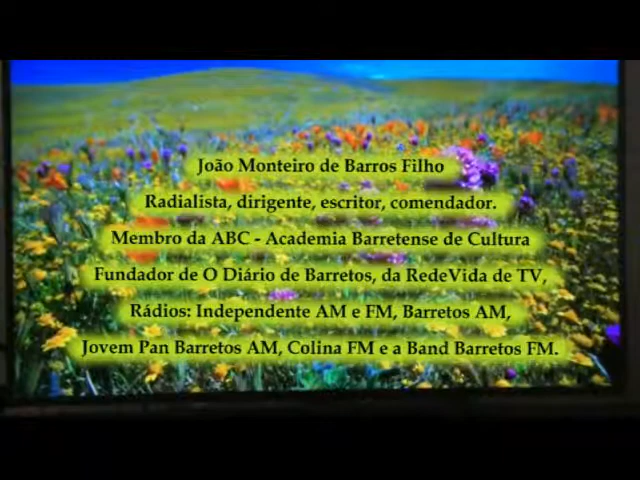 João Monteiro de Barros Filho
Radialista, dirigente, escritor, comendador.
Membro da ABC - Academia Barretense de Cultura
Fundador de O Diário de Barretos, da RedeVida de TV,
Rádios: Independente AM e FM, Barretos AM,
Jovem Pan Barretos AM, Colina FM e a Band Barretos FM.